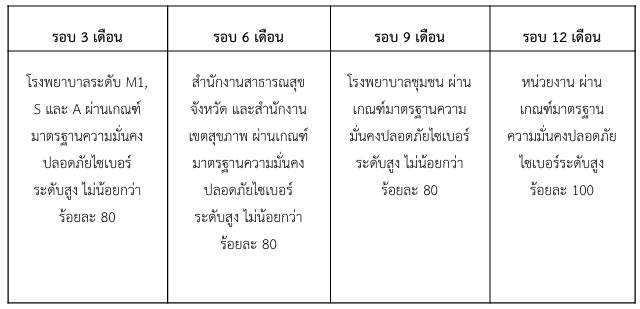 รอบ 3 เดือน
รอบ 6 เดือน
รอบ 9 เดือน
รอบ 12 เดือน
โรงพยาบาลระดับ M1,
S และ A ผ่านเกณฑ์
มาตรฐานความมั่นคง
ปลอดภัยไซเบอร์
ระดับสูง ไม่น้อยกว่า
ร้อยละ 80
สำนักงานสาธารณสุข
จังหวัด และสำนักงาน
เขตสุขภาพ ผ่านเกณฑ์
มาตรฐานความมั่นคง
ปลอดภัยไซเบอร์
ระดับสูง ไม่น้อยกว่า
ร้อยละ 80
โรงพยาบาลชุมชน ผ่าน
เกณฑ์มาตรฐานความ
มั่นคงปลอดภัยไซเบอร์
ระดับสูง ไม่น้อยกว่า
ร้อยละ 80
หน่วยงาน ผ่าน
เกณฑ์มาตรฐาน
ความมั่นคงปลอดภัย
ไซเบอร์ระดับสูง
ร้อยละ 100